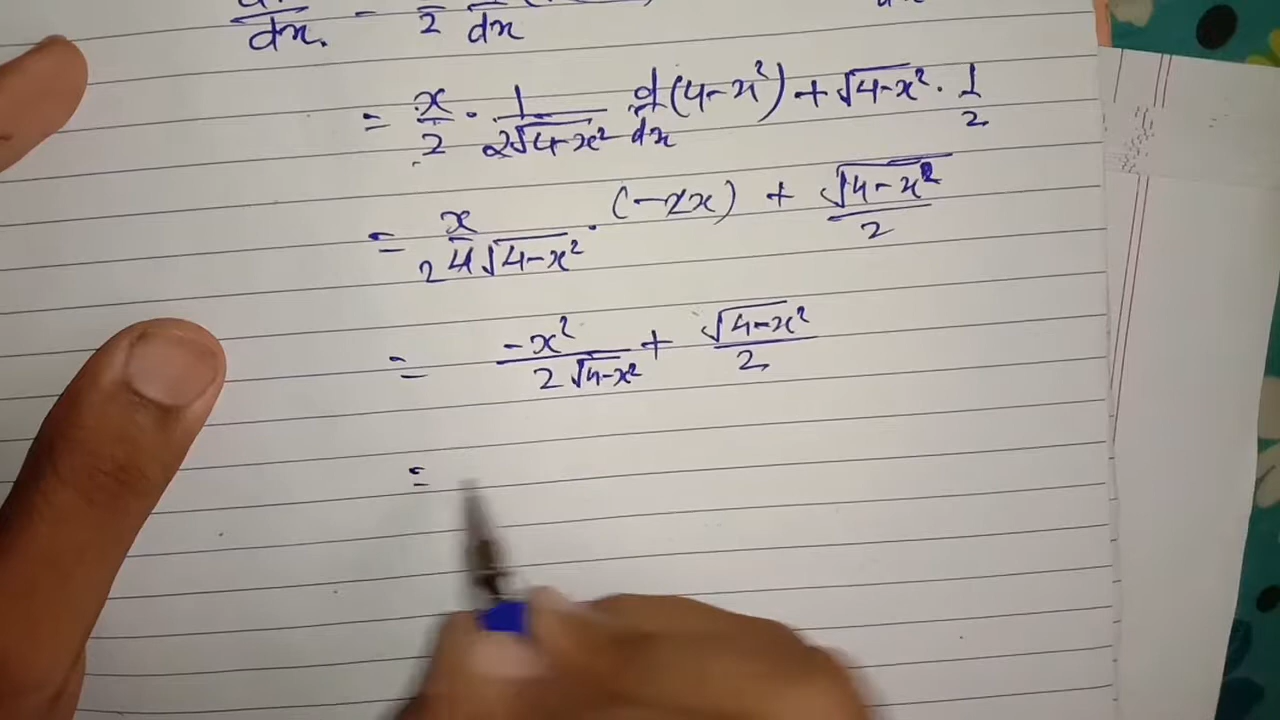 dx - 2 dx
= x/2 · 1/2√4-x² d/dx (4-x²) + √4-x² · 1/2
= x/2 4√4-x² · (-2x) + √4-x²/2
= -x²/2√4-x² + √4-x²/2
=